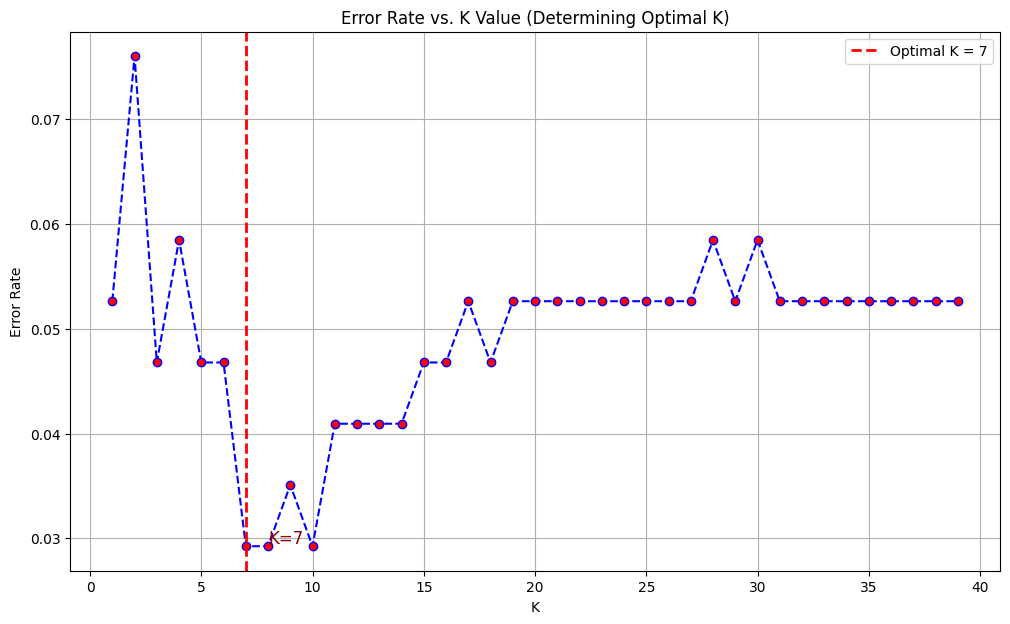 Error Rate vs. K Value (Determining Optimal K)
Optimal K = 7
0.07
0.06
0.05
0.04
0.03
Error Rate
K=7
0 5 10 15 20 25 30 35 40
K